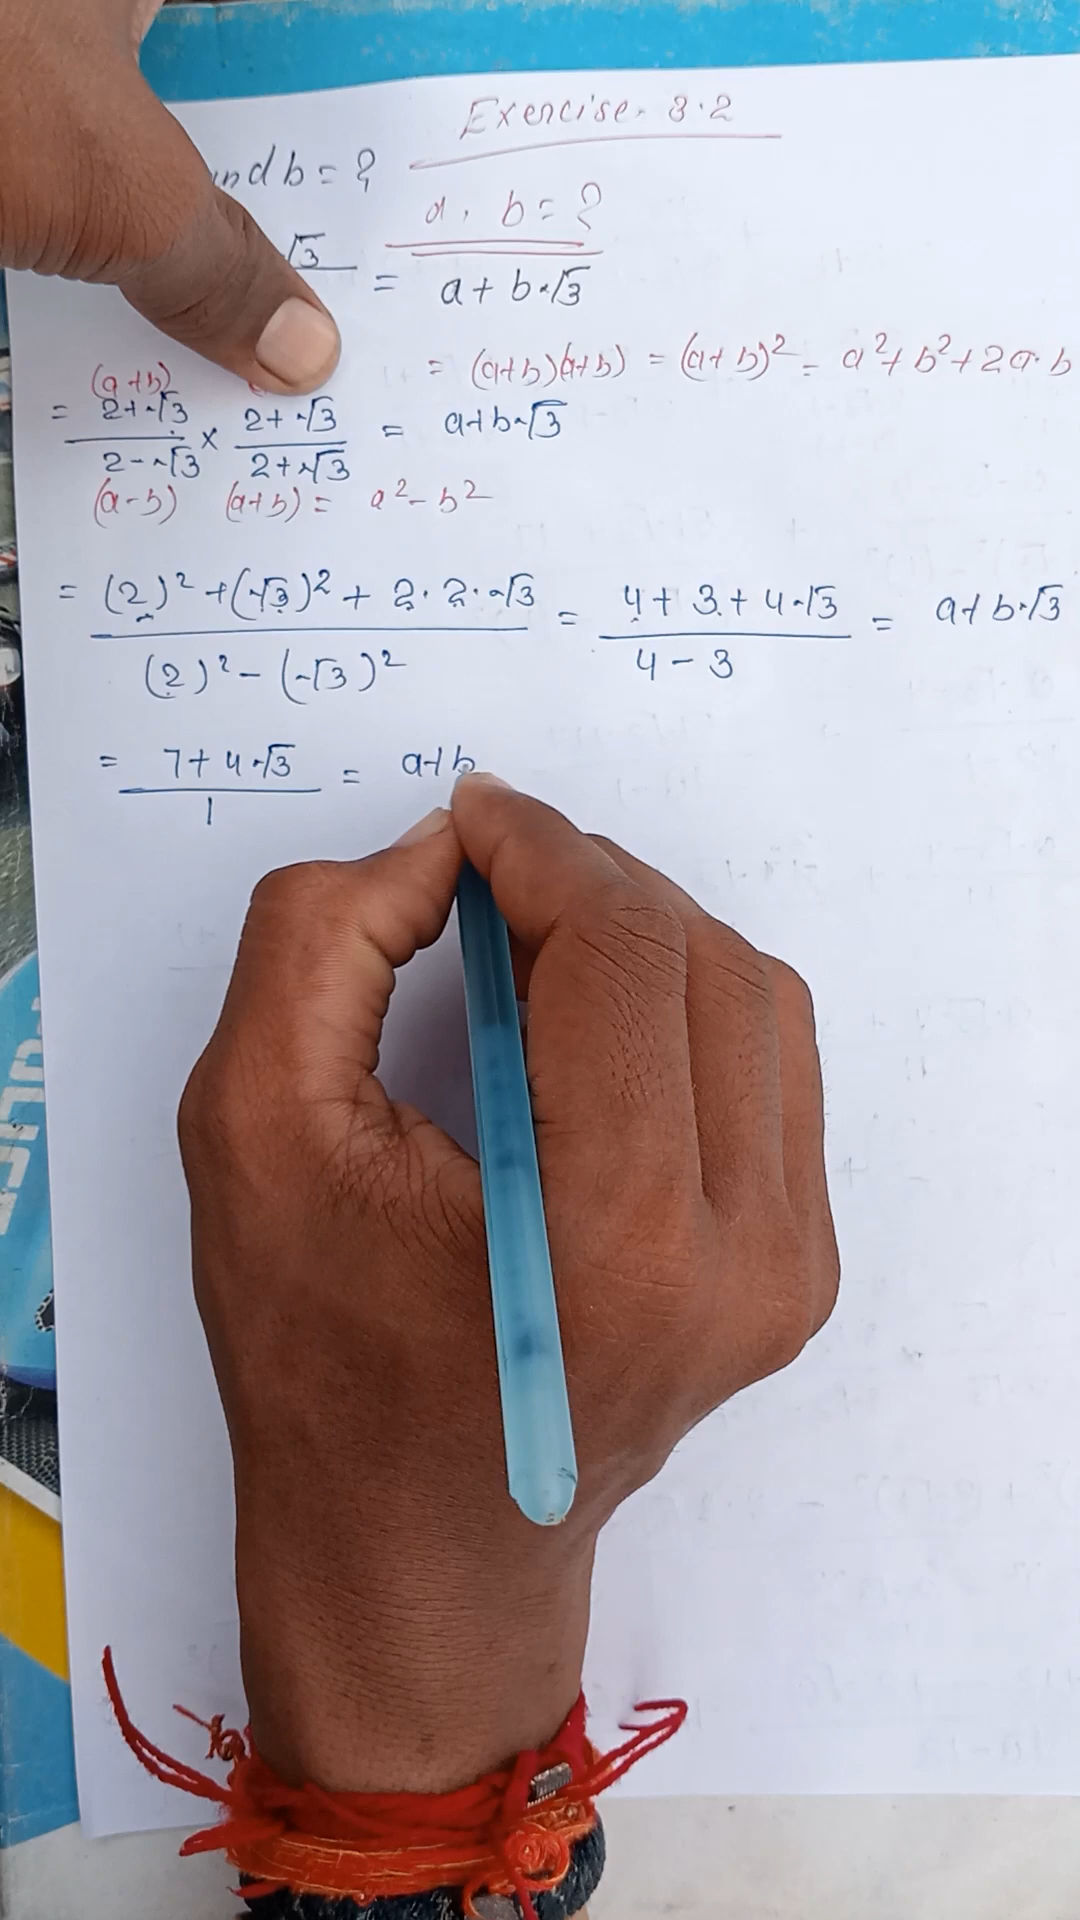 Exercise- 3.2
and b = ?
a, b = ?
√3 = a + b√3
= (a+b)(a+b) = (a+b)² = a²+b²+2a·b
(a+b)
= 2+√3 / 2-√3 × 2+√3 / 2+√3 = a+b√3
(a-b) (a+b) = a²-b²
= (2)²+(√3)²+2·2·√3 / (2)²-(√3)² = 4+3+4√3 / 4-3 = a+b√3
= 7+4√3 / 1 = a+b